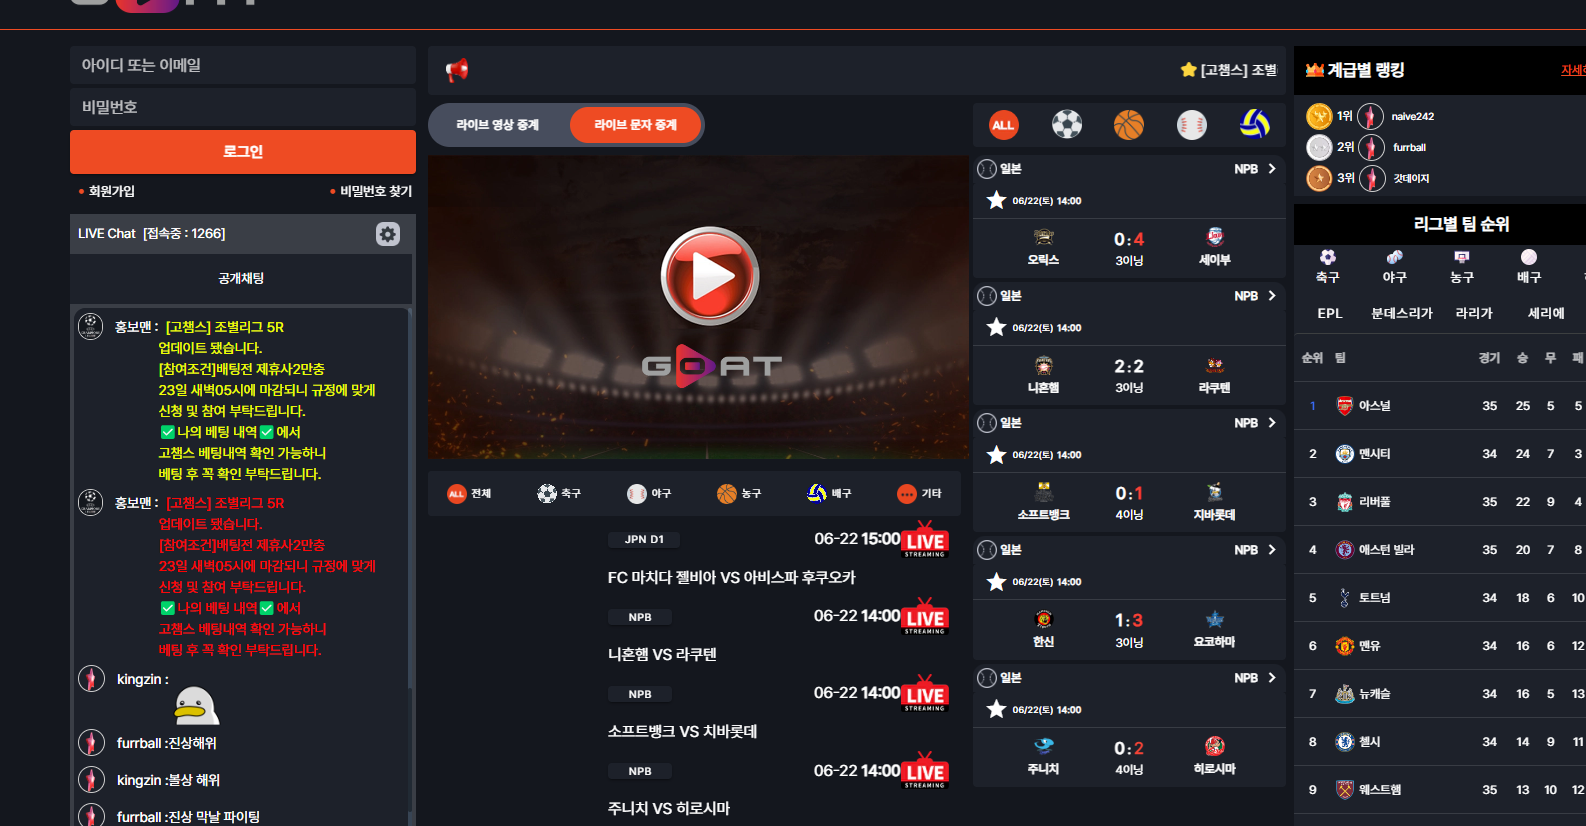 아이디 또는 이메일
비밀번호
로그인
회원가입
비밀번호 찾기
LIVE Chat [접속중 : 1266]
공개채팅
홍보맨 : [고챔스] 조별리그 5R
업데이트 됐습니다.
[참여조건]배팅전 제휴사2만충
23일 새벽05시에 마감되니 규정에 맞게
신청 및 참여 부탁드립니다.
✅나의 베팅 내역✅에서
고챔스 베팅내역 확인 가능하니
베팅 후 꼭 확인 부탁드립니다.
홍보맨 : [고챔스] 조별리그 5R
업데이트 됐습니다.
[참여조건]배팅전 제휴사2만충
23일 새벽05시에 마감되니 규정에 맞게
신청 및 참여 부탁드립니다.
✅나의 베팅 내역✅에서
고챔스 베팅내역 확인 가능하니
베팅 후 꼭 확인 부탁드립니다.
kingzin :
furrball :진상해위
kingzin :볼상 해위
furrball :진상 막날 파이팅
⭐[고챔스] 조별
라이브 영상 중계
라이브 문자 중계
GOAT
ALL 전체
축구
야구
농구
배구
기타
JPN D1
06-22 15:00 LIVE STREAMING
FC 마치다 젤비아 VS 아비스파 후쿠오카
NPB
06-22 14:00 LIVE STREAMING
니혼햄 VS 라쿠텐
NPB
06-22 14:00 LIVE STREAMING
소프트뱅크 VS 치바롯데
NPB
06-22 14:00 LIVE STREAMING
주니치 VS 히로시마
ALL
일본 NPB
06/22(토) 14:00
오릭스 0:4 세이부
3이닝
일본 NPB
06/22(토) 14:00
니혼햄 2:2 라쿠텐
3이닝
일본 NPB
06/22(토) 14:00
소프트뱅크 0:1 지바롯데
4이닝
일본 NPB
06/22(토) 14:00
한신 1:3 요코하마
3이닝
일본 NPB
06/22(토) 14:00
주니치 0:2 히로시마
4이닝
계급별 랭킹
1위 naive242
2위 furrball
3위 갓데이지
리그별 팀 순위
축구 야구 농구 배구
EPL 분데스리가 라리가 세리에
순위 팀 경기 승 무 패
1 아스널 35 25 5 5
2 맨시티 34 24 7 3
3 리버풀 35 22 9 4
4 애스턴 빌라 35 20 7 8
5 토트넘 34 18 6 10
6 맨유 34 16 6 12
7 뉴캐슬 34 16 5 13
8 첼시 34 14 9 11
9 웨스트햄 35 13 10 12